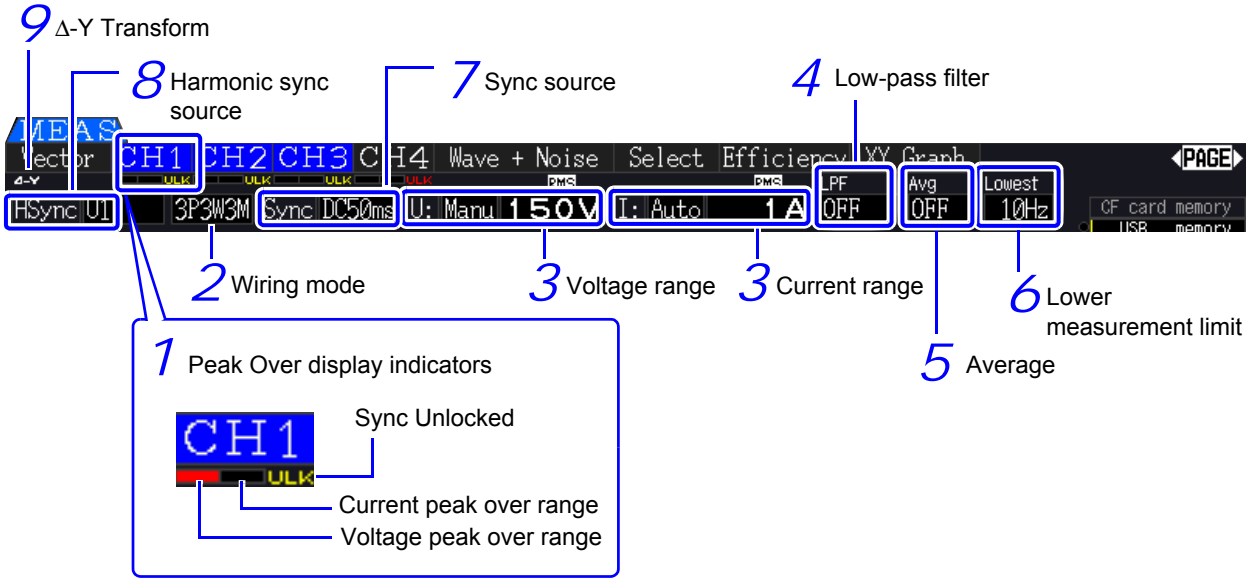 9 Δ-Y Transform
8 Harmonic sync
source
7 Sync source
4 Low-pass filter
MEAS
Vector CH1 CH2 CH3 CH4 Wave + Noise Select Efficiency XY Graph PAGE
Δ-Y ULK ULK ULK ULK RMS RMS LPF Avg Lowest
HSync U1 3P3W3M Sync DC50ms U: Manu 150V I: Auto 1A OFF OFF 10Hz CF card memory
USB memory
2 Wiring mode
3 Voltage range
3 Current range
6 Lower
measurement limit
5 Average
1 Peak Over display indicators
Sync Unlocked
CH1
ULK
Current peak over range
Voltage peak over range